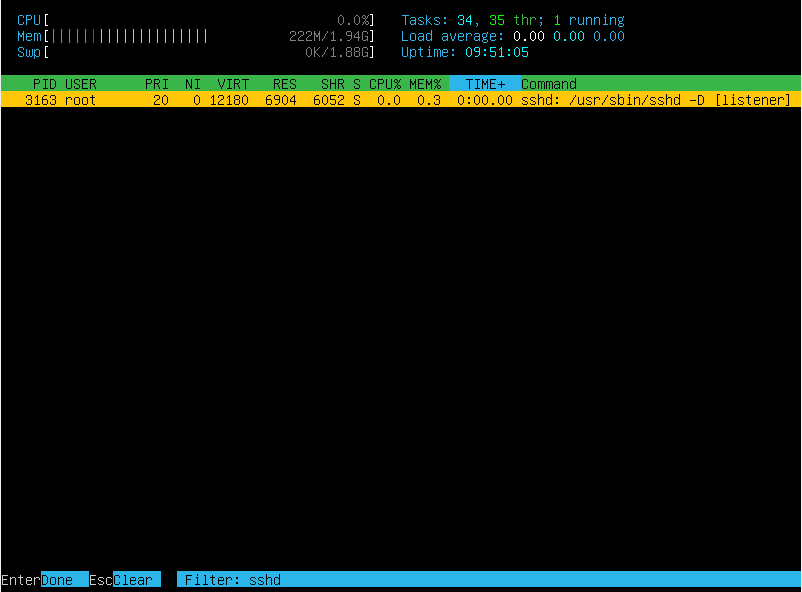 CPU[ 0.0%] Tasks: 34, 35 thr; 1 running
Mem[|||||||||||||||||||| 222M/1.94G] Load average: 0.00 0.00 0.00
Swp[ 0K/1.88G] Uptime: 09:51:05
PID USER PRI NI VIRT RES SHR S CPU% MEM% TIME+ Command
3163 root 20 0 12180 6904 6052 S 0.0 0.3 0:00.00 sshd: /usr/sbin/sshd -D [listener]
EnterDone EscClear Filter: sshd